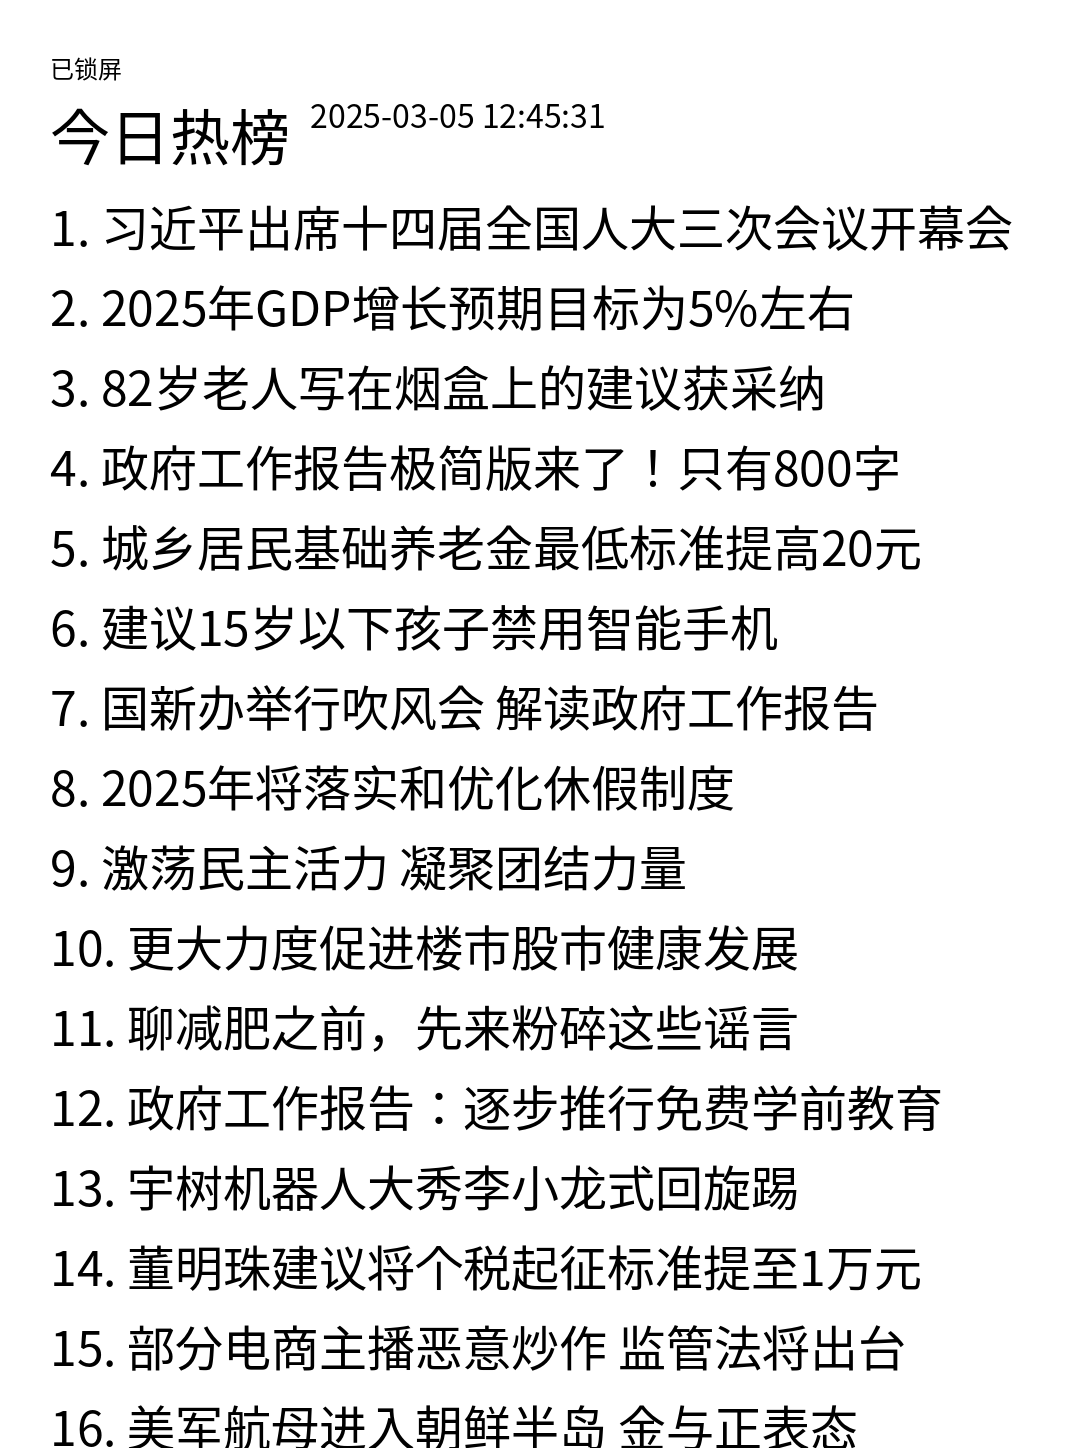 已锁屏
今日热榜 2025-03-05 12:45:31
1. 习近平出席十四届全国人大三次会议开幕会
2. 2025年GDP增长预期目标为5%左右
3. 82岁老人写在烟盒上的建议获采纳
4. 政府工作报告极简版来了！只有800字
5. 城乡居民基础养老金最低标准提高20元
6. 建议15岁以下孩子禁用智能手机
7. 国新办举行吹风会 解读政府工作报告
8. 2025年将落实和优化休假制度
9. 激荡民主活力 凝聚团结力量
10. 更大力度促进楼市股市健康发展
11. 聊减肥之前，先来粉碎这些谣言
12. 政府工作报告：逐步推行免费学前教育
13. 宇树机器人大秀李小龙式回旋踢
14. 董明珠建议将个税起征标准提至1万元
15. 部分电商主播恶意炒作 监管法将出台
16. 美军航母进入朝鲜半岛 金与正表态